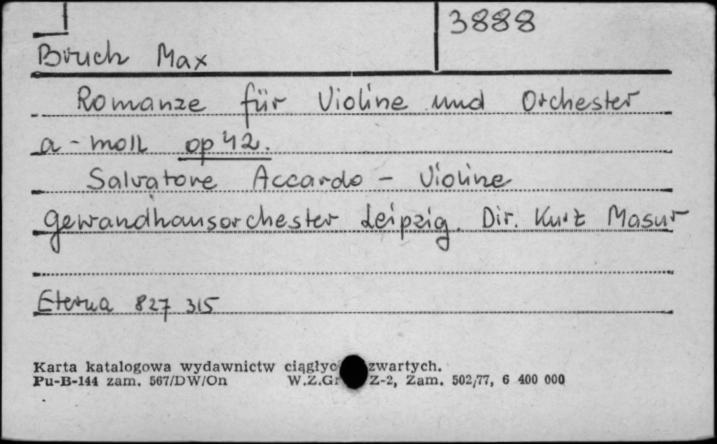 3888
Bruch Max
Romanze für Violine und Orchester
a-moll op 42.
Salvatore Accardo - Violine
Gewandhausorchester Leipzig. Dir. Kurt Masur
Eterna 827 315
Karta katalogowa wydawnictw zwartych.
Pu-B-144 zam. 567/DW/On W.Z.Gr Z-2, Zam. 502/77, 6 400 000